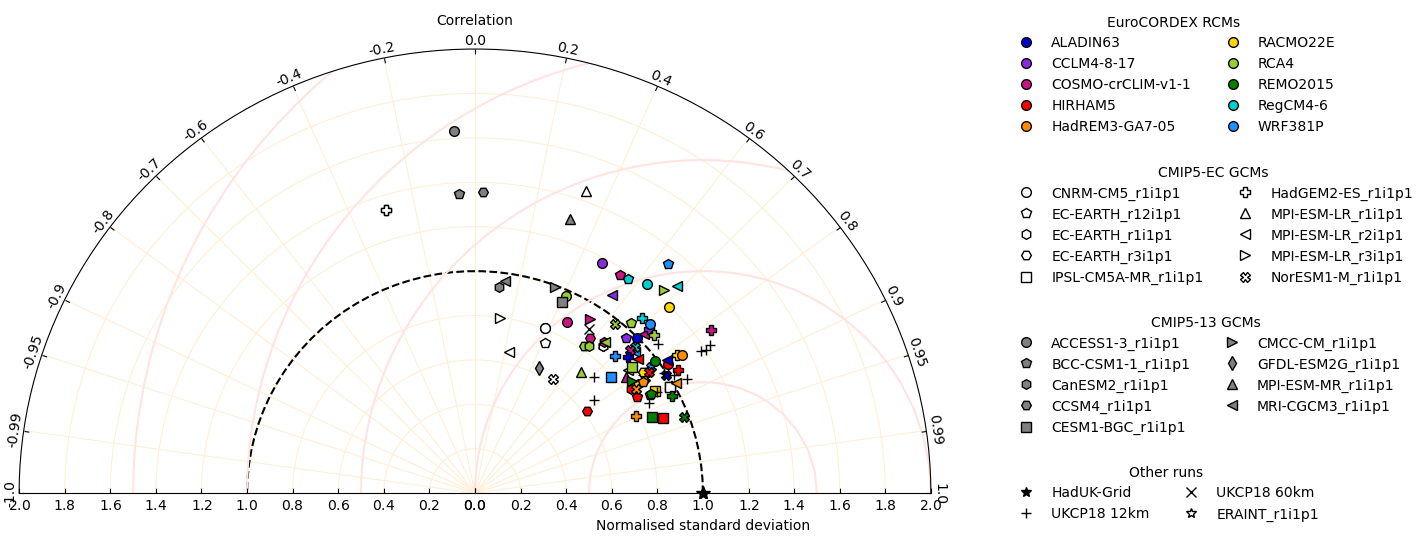 Correlation
0.0
-0.2
0.2
-0.4
0.4
-0.6
0.6
-0.7
0.7
-0.8
0.8
-0.9
0.9
-0.95
0.95
-0.99
0.99
-1.0
1.0
2.0 1.8 1.6 1.4 1.2 1.0 0.8 0.6 0.4 0.2 0.0 0.2 0.4 0.6 0.8 1.0 1.2 1.4 1.6 1.8 2.0
Normalised standard deviation
EuroCORDEX RCMs
ALADIN63 RACMO22E
CCLM4-8-17 RCA4
COSMO-crCLIM-v1-1 REMO2015
HIRHAM5 RegCM4-6
HadREM3-GA7-05 WRF381P
CMIP5-EC GCMs
CNRM-CM5_r1i1p1 HadGEM2-ES_r1i1p1
EC-EARTH_r12i1p1 MPI-ESM-LR_r1i1p1
EC-EARTH_r1i1p1 MPI-ESM-LR_r2i1p1
EC-EARTH_r3i1p1 MPI-ESM-LR_r3i1p1
IPSL-CM5A-MR_r1i1p1 NorESM1-M_r1i1p1
CMIP5-13 GCMs
ACCESS1-3_r1i1p1 CMCC-CM_r1i1p1
BCC-CSM1-1_r1i1p1 GFDL-ESM2G_r1i1p1
CanESM2_r1i1p1 MPI-ESM-MR_r1i1p1
CCSM4_r1i1p1 MRI-CGCM3_r1i1p1
CESM1-BGC_r1i1p1
Other runs
HadUK-Grid UKCP18 60km
UKCP18 12km ERAINT_r1i1p1